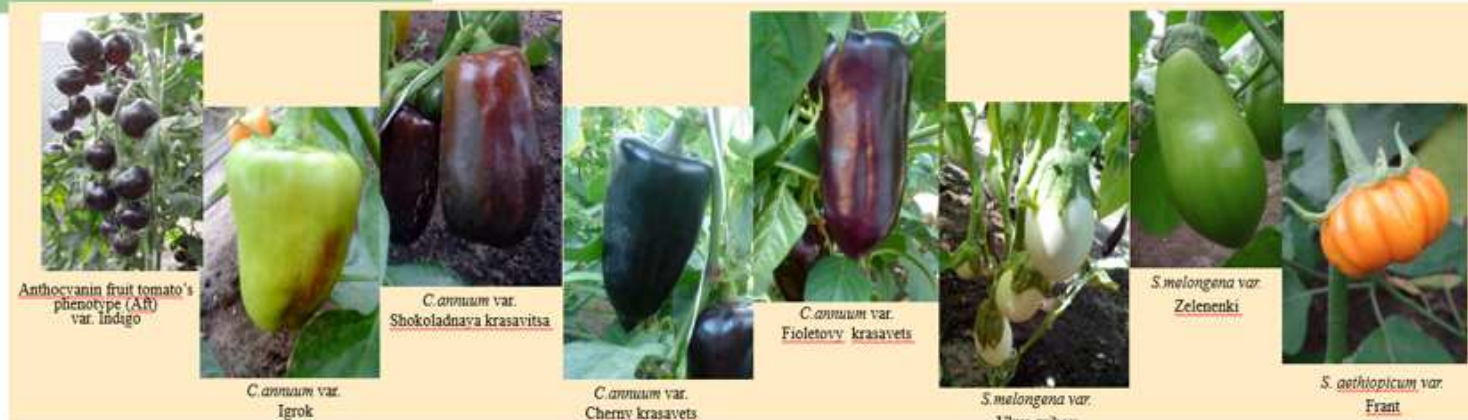 Anthocyanin fruit tomato's
phenotype (Aft)
var. Indigo
C.annuum var.
Igrok
C.annuum var.
Shokoladnaya krasavitsa
C.annuum var.
Cherny krasavets
C.annuum var.
Fioletovy krasavets
S.melongena var.
S.melongena var.
Zelenenki
S. aethiopicum var.
Frant